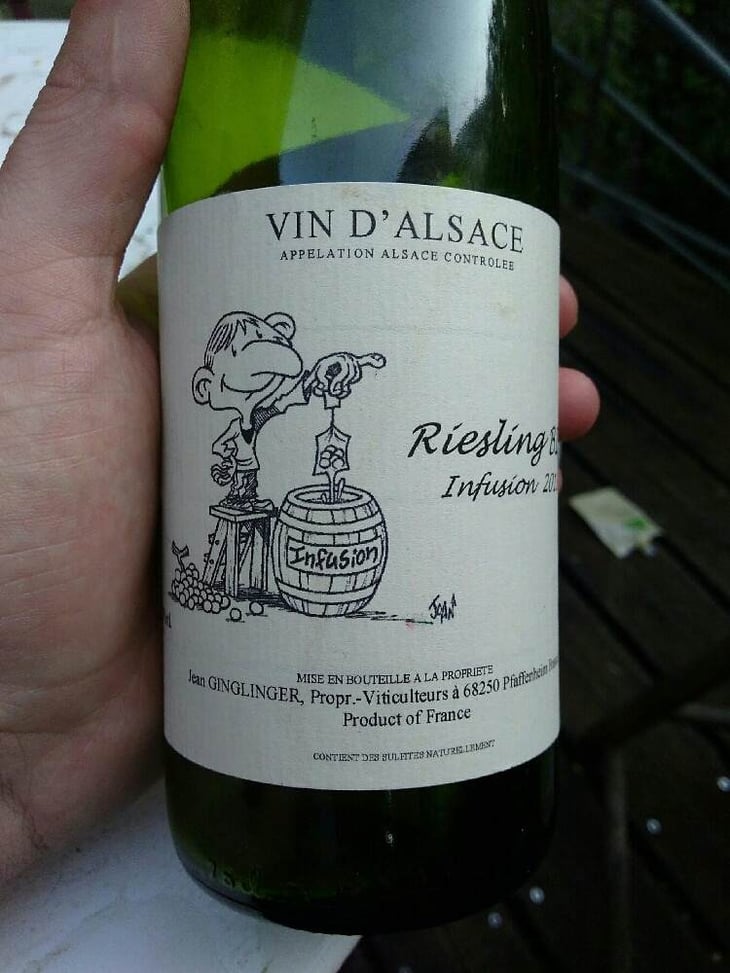 VIN D'ALSACE
APPELATION ALSACE CONTROLEE
Riesling
Infusion
Infusion
MISE EN BOUTEILLE A LA PROPRIETE
Jean GINGLINGER, Propr.-Viticulteurs à 68250 Pfaffenheim
Product of France
CONTIENT DES SULFITES NATURELLEMENT